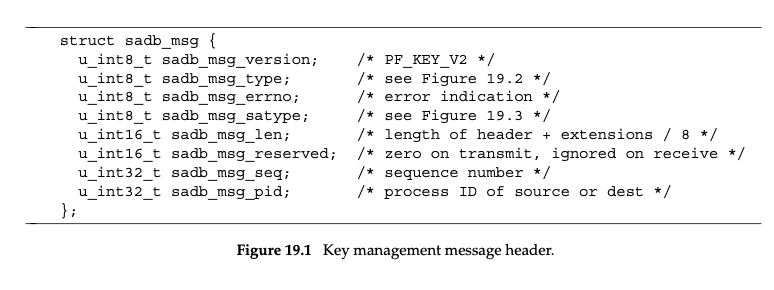 struct sadb_msg {
  u_int8_t sadb_msg_version;    /* PF_KEY_V2 */
  u_int8_t sadb_msg_type;       /* see Figure 19.2 */
  u_int8_t sadb_msg_errno;      /* error indication */
  u_int8_t sadb_msg_satype;     /* see Figure 19.3 */
  u_int16_t sadb_msg_len;       /* length of header + extensions / 8 */
  u_int16_t sadb_msg_reserved;  /* zero on transmit, ignored on receive */
  u_int32_t sadb_msg_seq;       /* sequence number */
  u_int32_t sadb_msg_pid;       /* process ID of source or dest */
};
Figure 19.1 Key management message header.